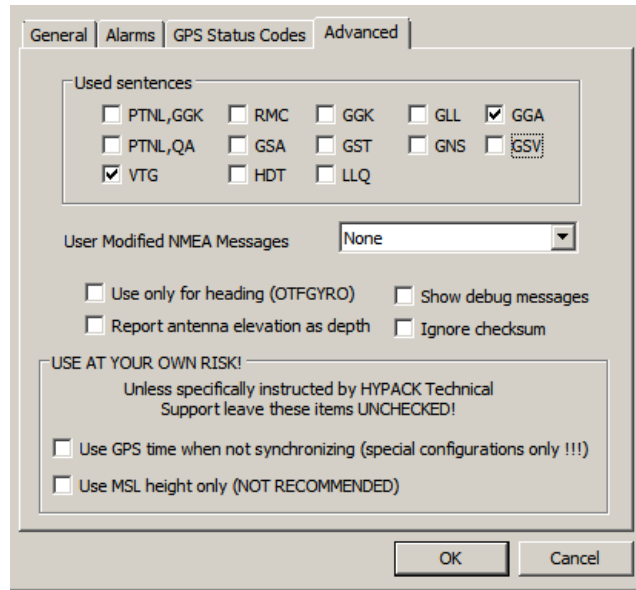 General Alarms GPS Status Codes Advanced
Used sentences
PTNL,GGK RMC GGK GLL GGA
PTNL,QA GSA GST GNS GSV
VTG HDT LLQ
User Modified NMEA Messages None
Use only for heading (OTFGYRO) Show debug messages
Report antenna elevation as depth Ignore checksum
USE AT YOUR OWN RISK!
Unless specifically instructed by HYPACK Technical
Support leave these items UNCHECKED!
Use GPS time when not synchronizing (special configurations only !!!)
Use MSL height only (NOT RECOMMENDED)
OK Cancel